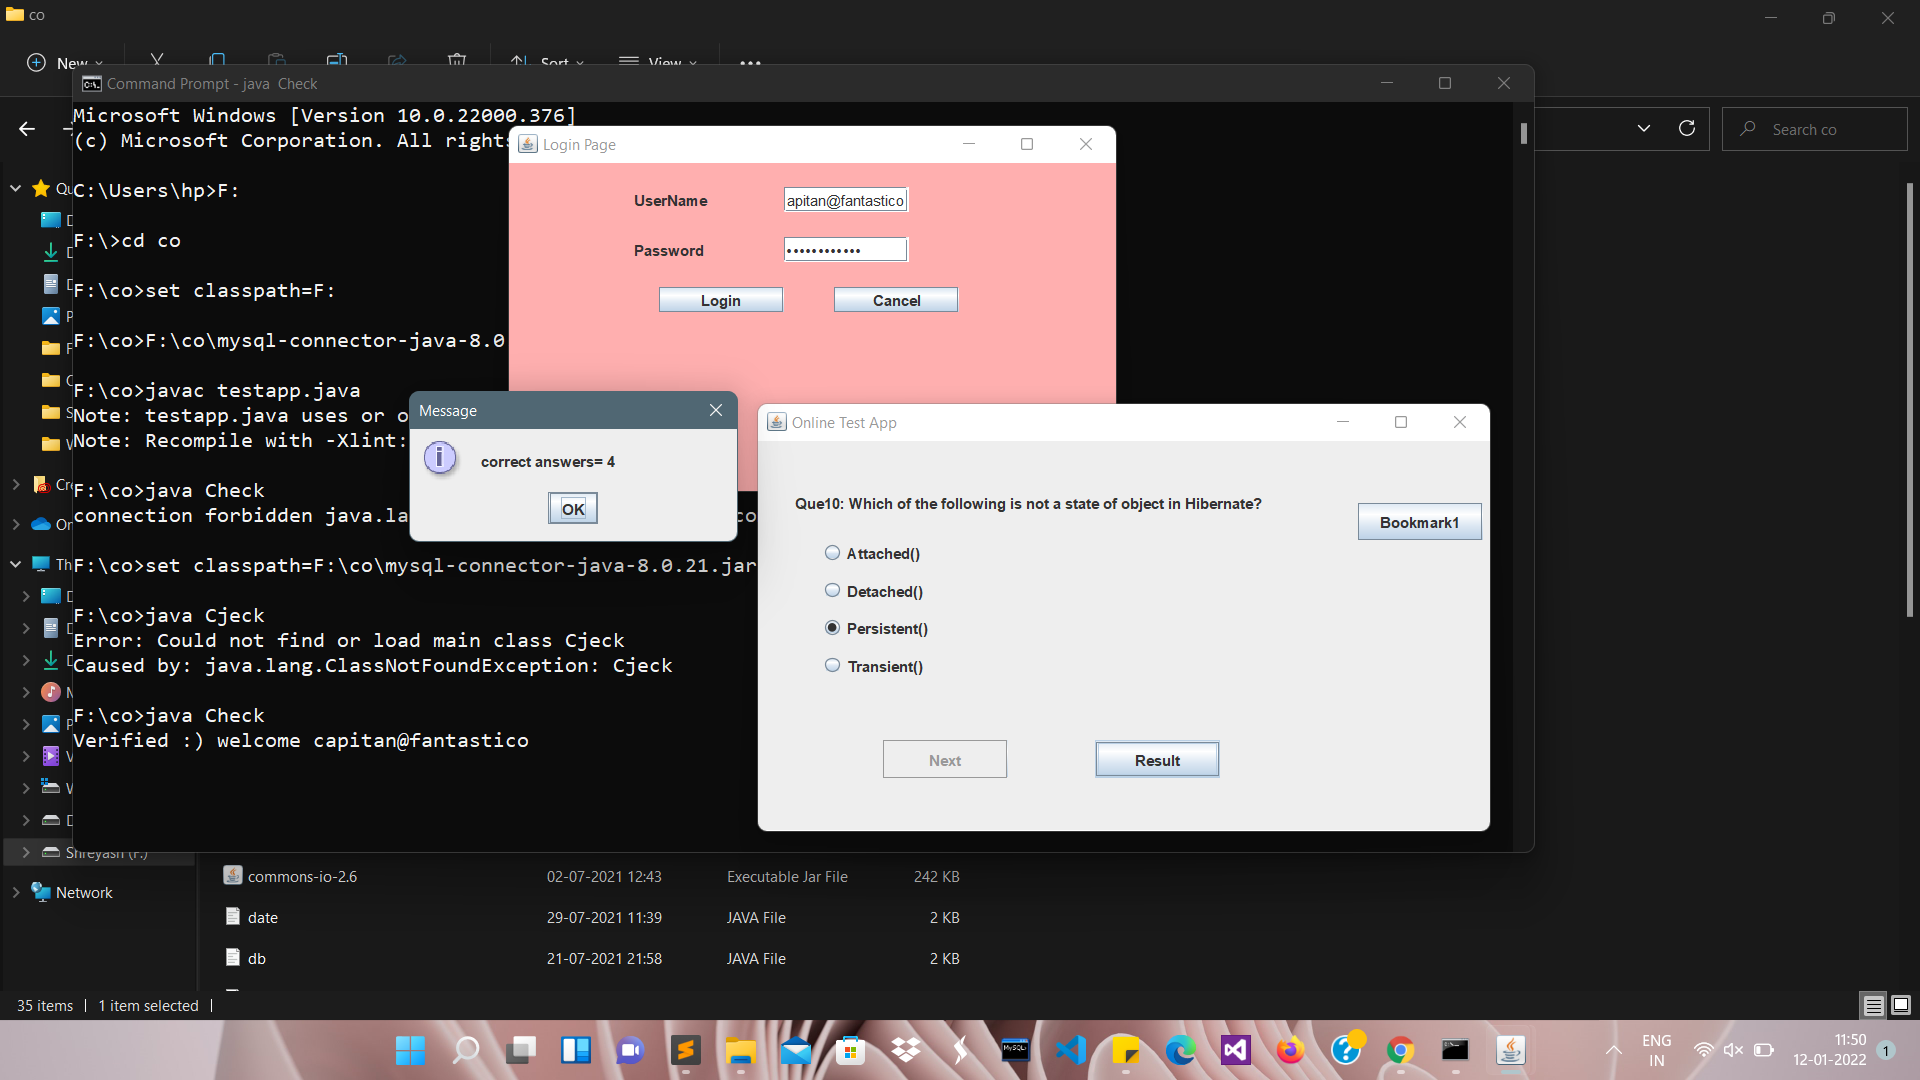 co
New
Sort
View
Search co
Command Prompt - java  Check
Microsoft Windows [Version 10.0.22000.376]
(c) Microsoft Corporation. All rights
C:\Users\hp>F:
F:\>cd co
F:\co>set classpath=F:
F:\co>F:\co\mysql-connector-java-8.0
F:\co>javac testapp.java
Note: testapp.java uses or o
Note: Recompile with -Xlint:
F:\co>java Check
connection forbidden java.la
co
F:\co>set classpath=F:\co\mysql-connector-java-8.0.21.jar
F:\co>java Cjeck
Error: Could not find or load main class Cjeck
Caused by: java.lang.ClassNotFoundException: Cjeck
F:\co>java Check
Verified :) welcome capitan@fantastico
Login Page
UserName
apitan@fantastico
Password
Login
Cancel
Message
correct answers= 4
OK
Online Test App
Que10: Which of the following is not a state of object in Hibernate?
Bookmark1
Attached()
Detached()
Persistent()
Transient()
Next
Result
Shreyash (F:)
Network
commons-io-2.6 02-07-2021 12:43 Executable Jar File 242 KB
date 29-07-2021 11:39 JAVA File 2 KB
db 21-07-2021 21:58 JAVA File 2 KB
35 items
1 item selected
MySQL
ENG
IN
11:50
12-01-2022
1